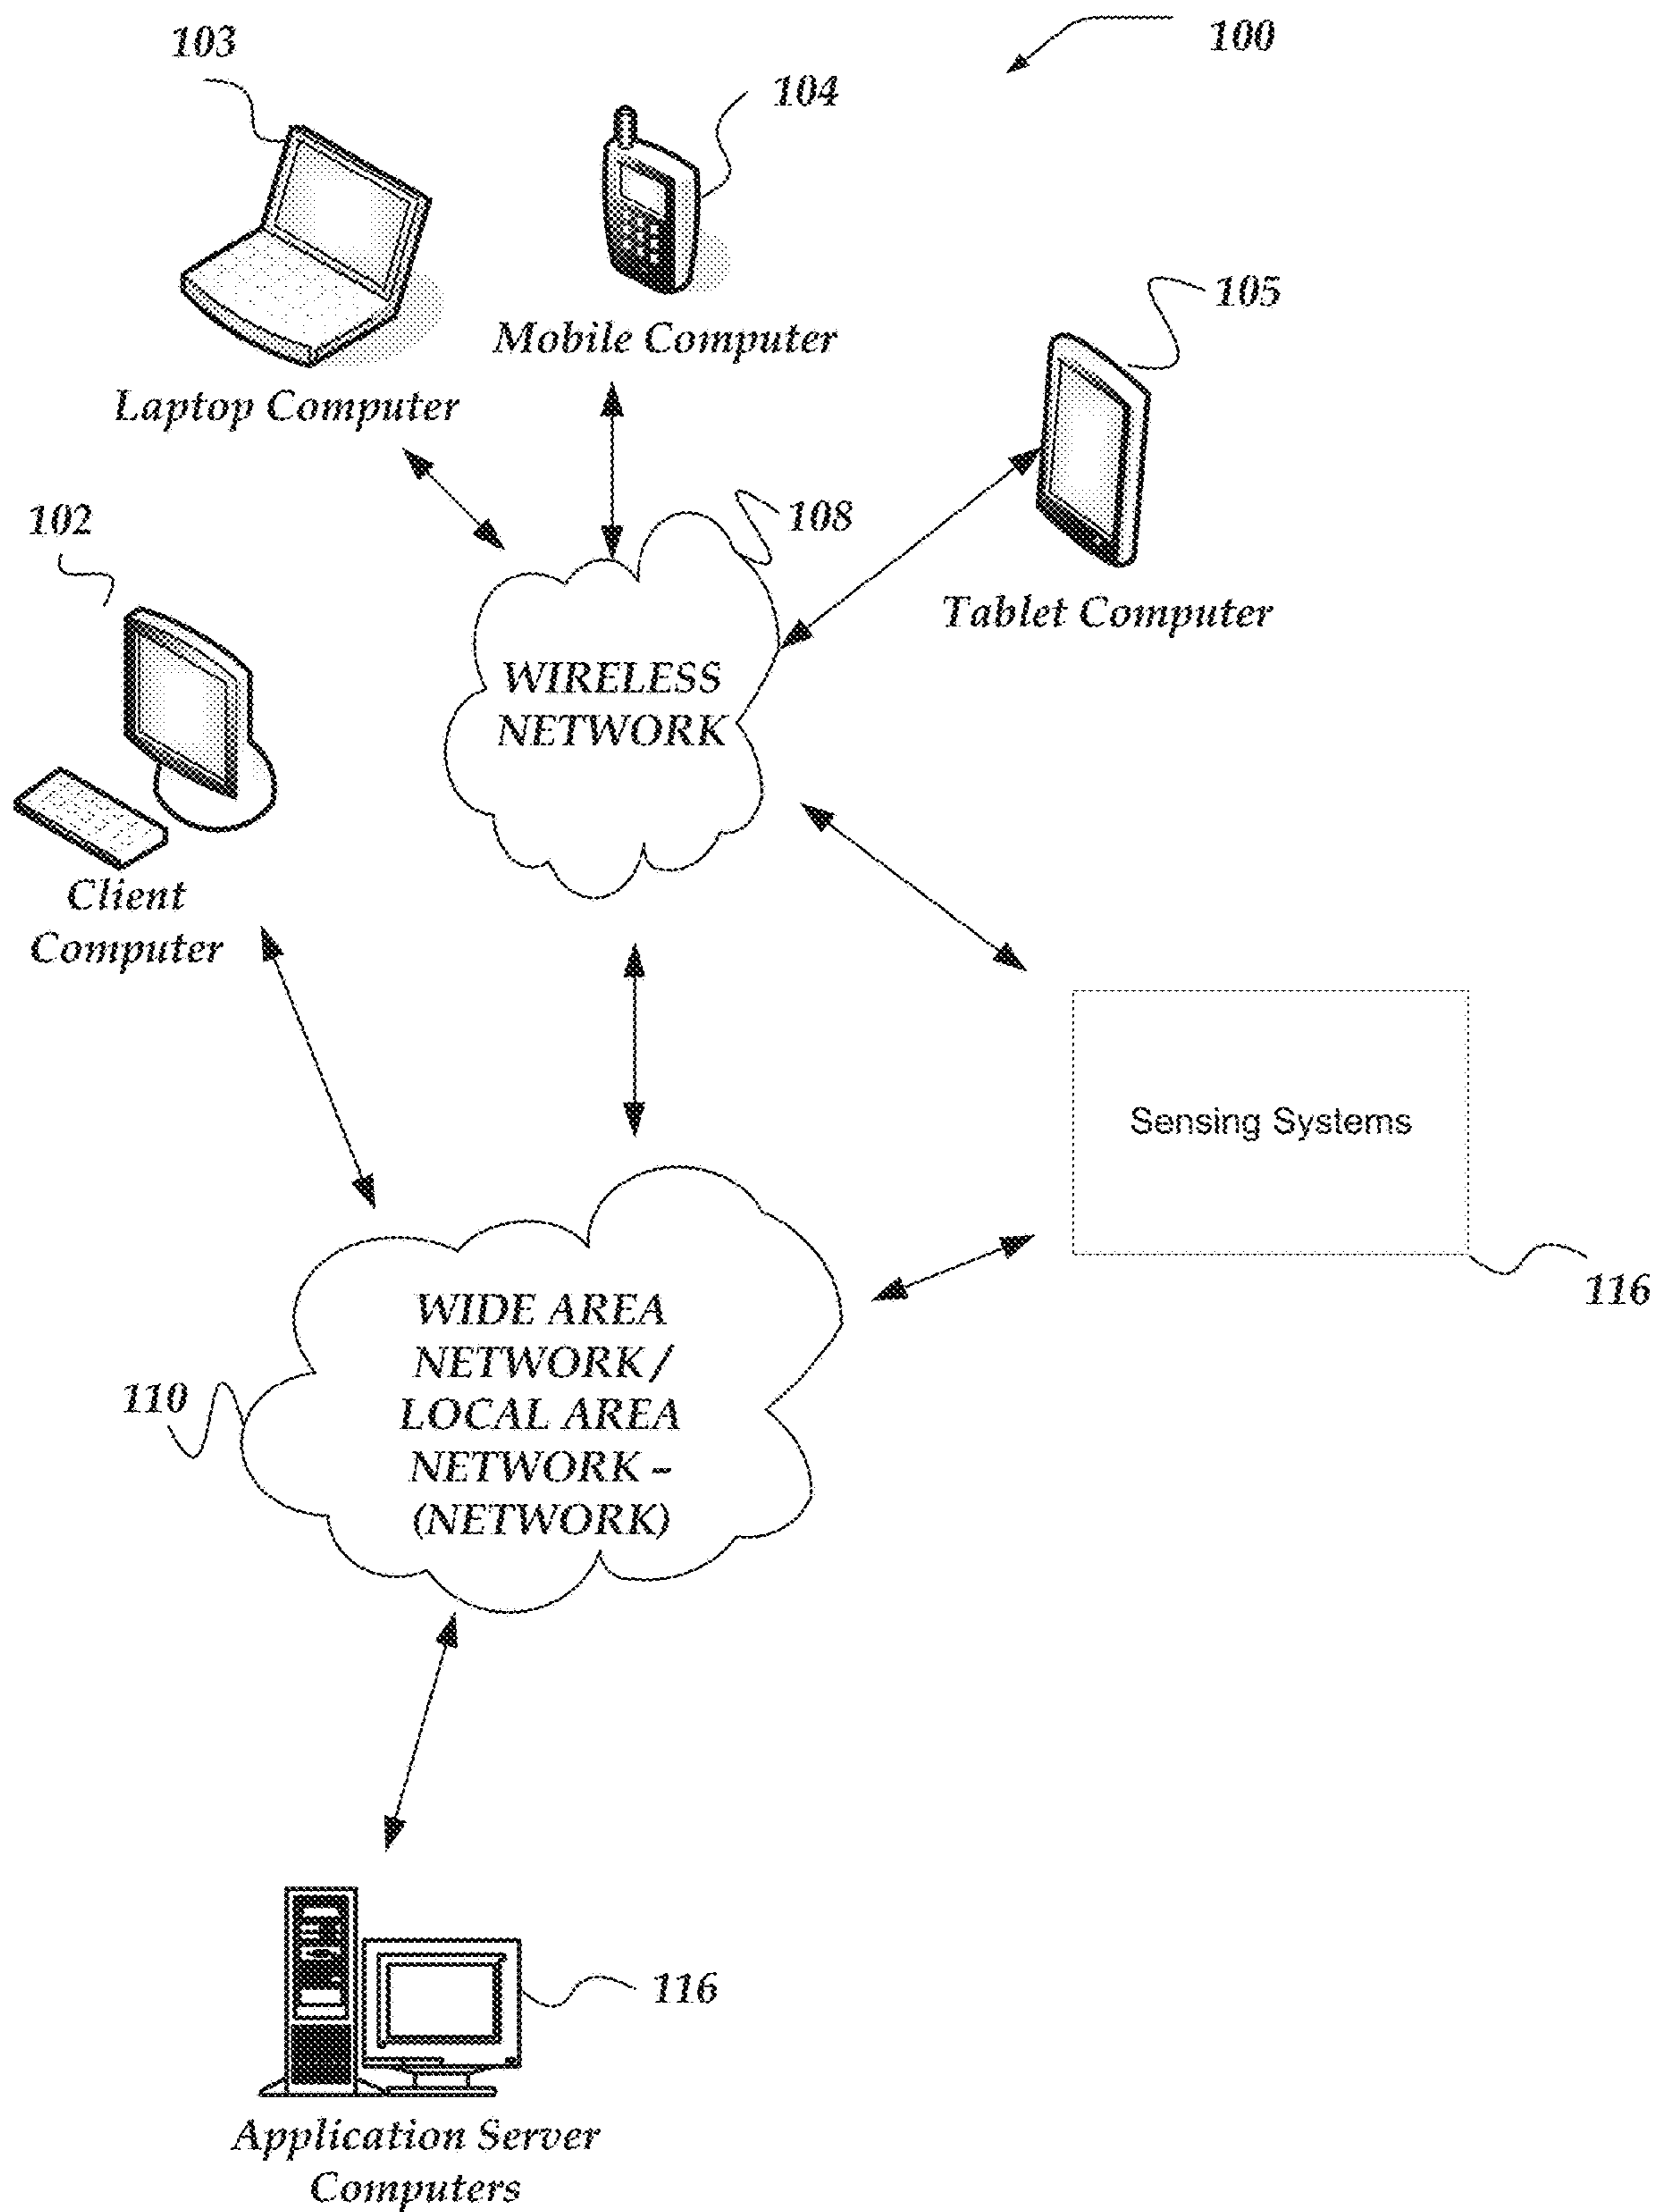 100
103
104
Mobile Computer
105
Laptop Computer
108
102
Tablet Computer
WIRELESS
NETWORK
Client
Computer
Sensing Systems
116
WIDE AREA
NETWORK /
LOCAL AREA
NETWORK –
(NETWORK)
110
116
Application Server
Computers